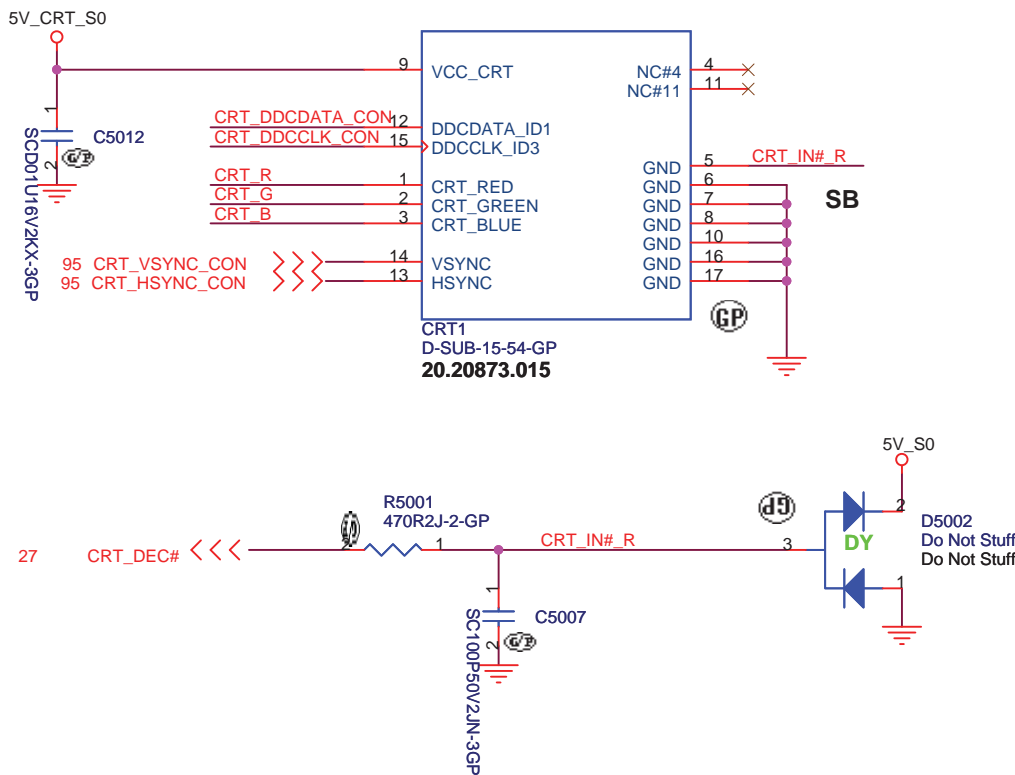 5V_CRT_S0
9 VCC_CRT
NC#4 4
NC#11 11
1
C5012
G/P
2
SCD01U16V2KX-3GP
CRT_DDCDATA_CON 12 DDCDATA_ID1
CRT_DDCCLK_CON 15 DDCCLK_ID3
CRT_R 1 CRT_RED
CRT_G 2 CRT_GREEN
CRT_B 3 CRT_BLUE
95 CRT_VSYNC_CON 14 VSYNC
95 CRT_HSYNC_CON 13 HSYNC
GND 5 CRT_IN#_R
GND 6
GND 7
GND 8
GND 10
GND 16
GND 17
SB
GP
CRT1
D-SUB-15-54-GP
20.20873.015
5V_S0
R5001
470R2J-2-GP
27 CRT_DEC#
2
1
CRT_IN#_R
3
GP
DY
2
1
D5002
Do Not Stuff
Do Not Stuff
1
C5007
G/P
2
SC100P50V2JN-3GP